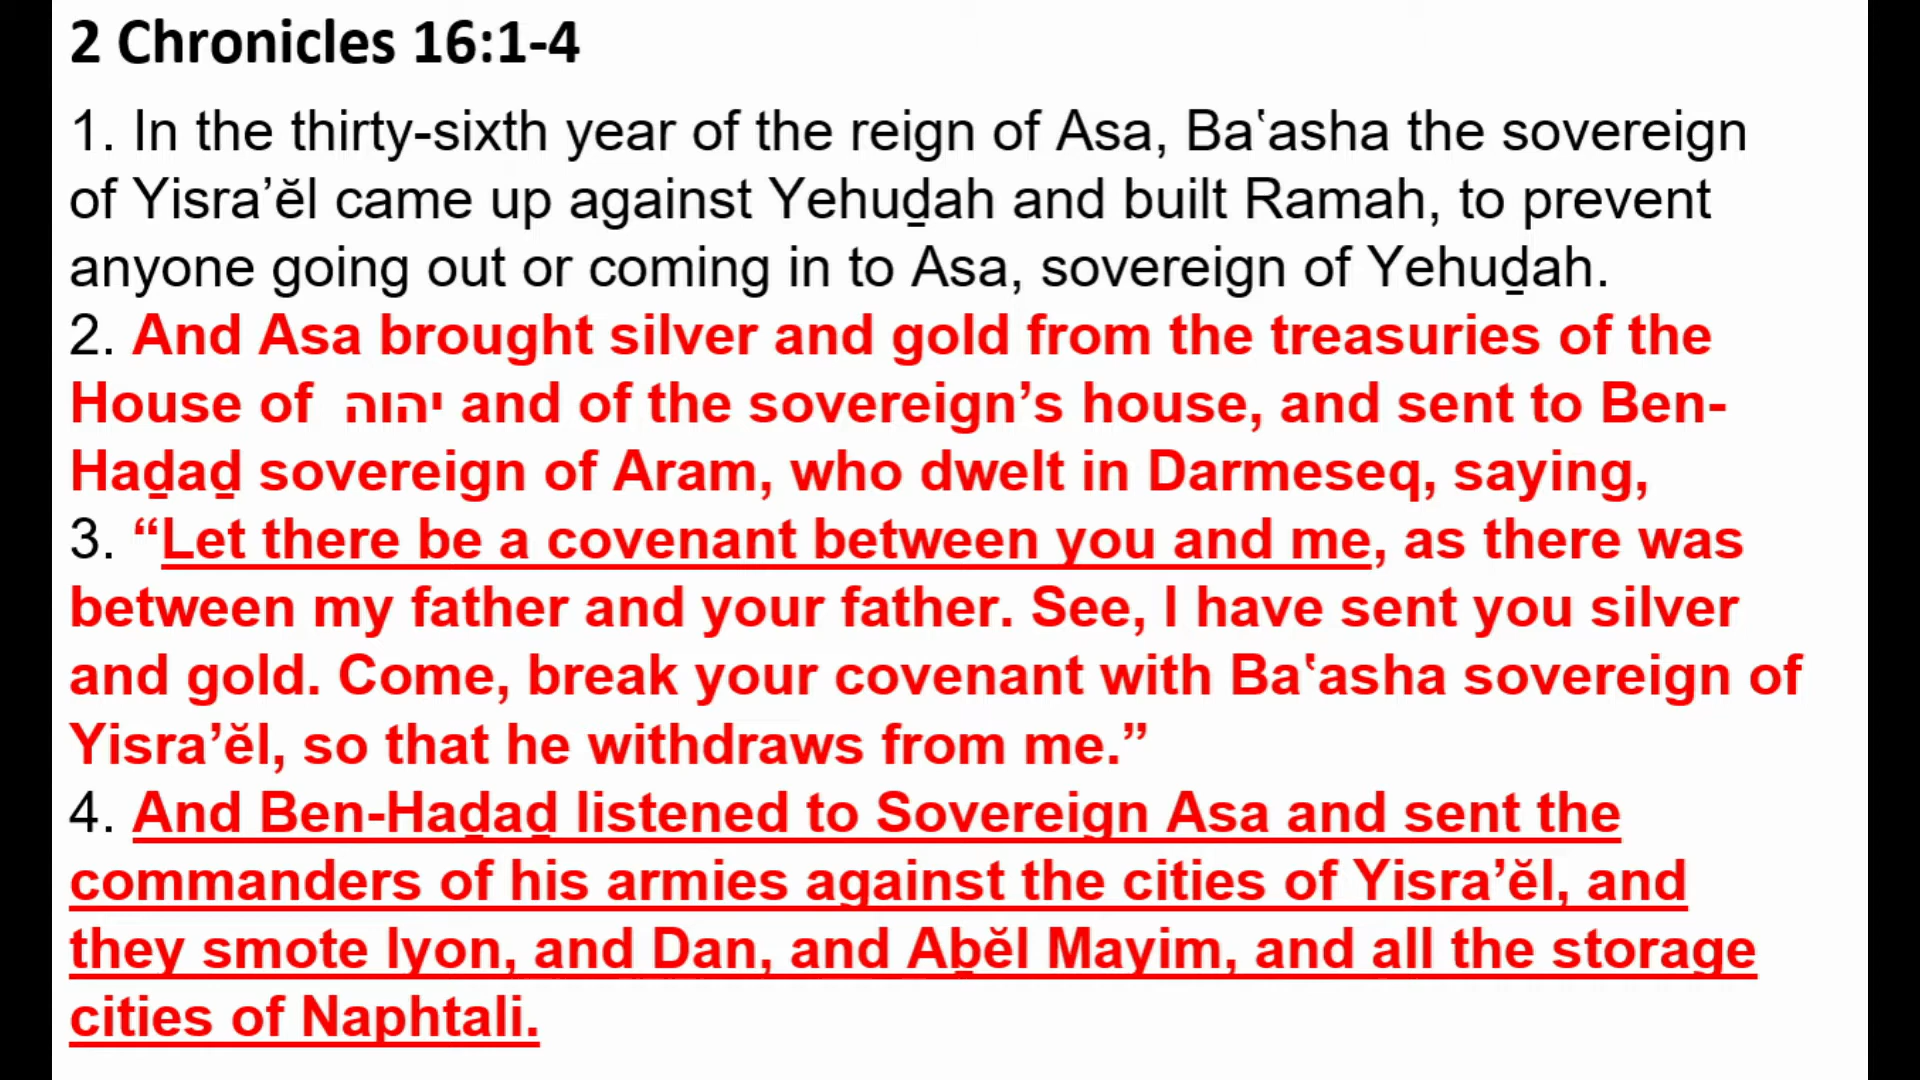 2 Chronicles 16:1-4
1. In the thirty-sixth year of the reign of Asa, Baʽasha the sovereign
of Yisra’ĕl came up against Yehuḏah and built Ramah, to prevent
anyone going out or coming in to Asa, sovereign of Yehuḏah.
2. And Asa brought silver and gold from the treasuries of the
House of יהוה and of the sovereign’s house, and sent to Ben-
Haḏaḏ sovereign of Aram, who dwelt in Darmeseq, saying,
3. “Let there be a covenant between you and me, as there was
between my father and your father. See, I have sent you silver
and gold. Come, break your covenant with Baʽasha sovereign of
Yisra’ĕl, so that he withdraws from me.”
4. And Ben-Haḏaḏ listened to Sovereign Asa and sent the
commanders of his armies against the cities of Yisra’ĕl, and
they smote Iyon, and Dan, and Aḇĕl Mayim, and all the storage
cities of Naphtali.